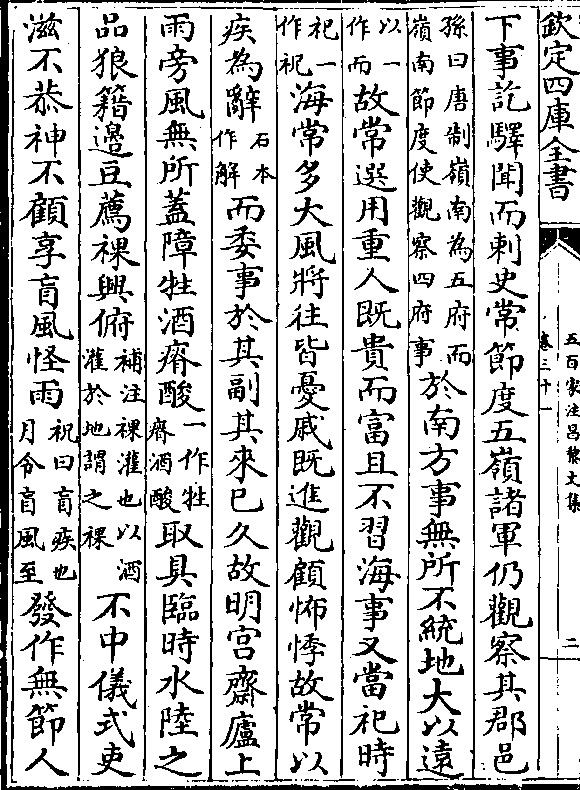 欽定四庫全書
五百家注昌黎文集
卷三十一
二
下事訖驛聞而刺史常節度五嶺諸軍仍觀察其郡邑
孫曰唐制嶺南為五府而
嶺南節度使觀察四府事
於南方事無所不統地大以遠
以一
作而
故常選用重人既貴而富且不習海事又當祀時
祀一
作祝
海常多大風將往皆憂戚既進觀顧怖悸故常以
疾為辭
石本
作解
而委事於其副其來已久故明宮齋廬上
雨旁風無所蓋障牲酒瘠酸
一作牲
瘠酒酸
取具臨時水陸之
品狼籍籩豆薦祼興俯
補注祼灌也以酒
灌於地謂之祼
不中儀式吏
滋不恭神不顧享盲風怪雨
祝曰盲疾也
月令盲風至
發作無節人